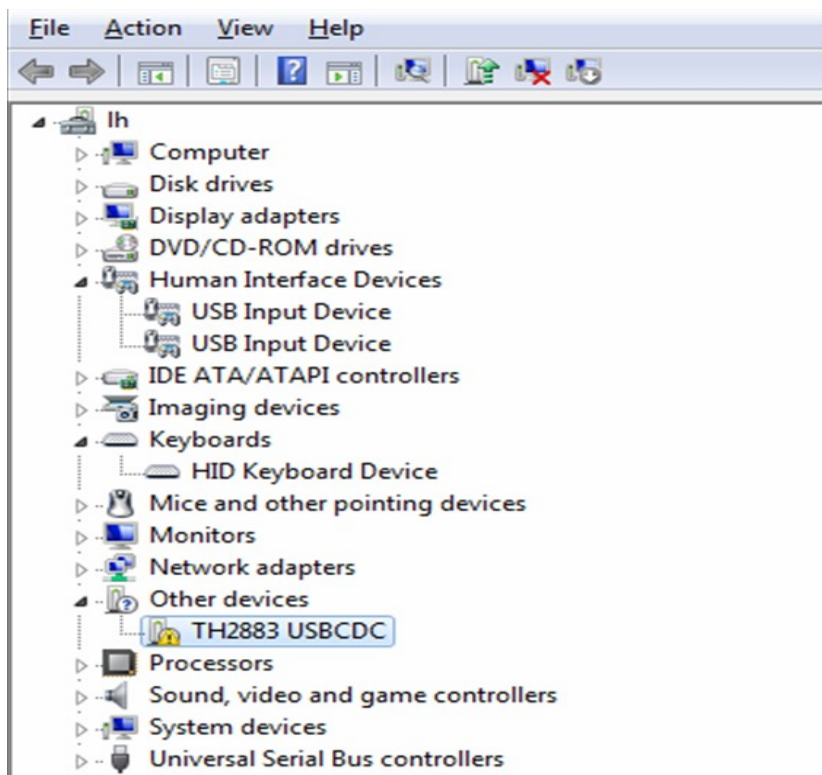 File Action View Help
lh
Computer
Disk drives
Display adapters
DVD/CD-ROM drives
Human Interface Devices
USB Input Device
USB Input Device
IDE ATA/ATAPI controllers
Imaging devices
Keyboards
HID Keyboard Device
Mice and other pointing devices
Monitors
Network adapters
Other devices
TH2883 USBCDC
Processors
Sound, video and game controllers
System devices
Universal Serial Bus controllers